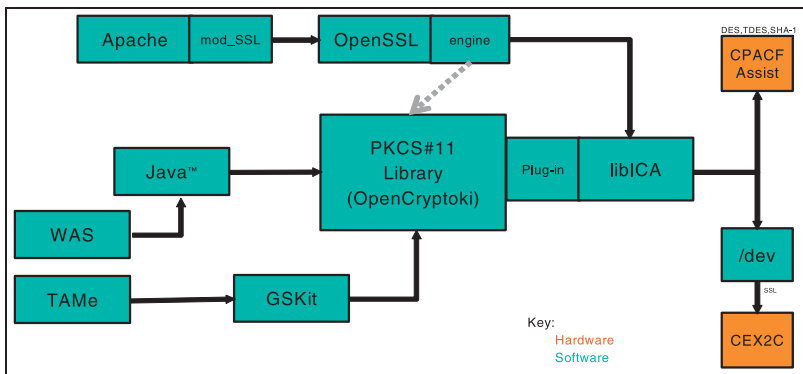 DES,TDES,SHA-1
Apache
mod_SSL
OpenSSL
engine
CPACF
Assist
PKCS#11
Library
(OpenCryptoki)
Plug-in
libICA
Java™
WAS
/dev
TAMe
GSKit
SSL
Key:
Hardware
Software
CEX2C